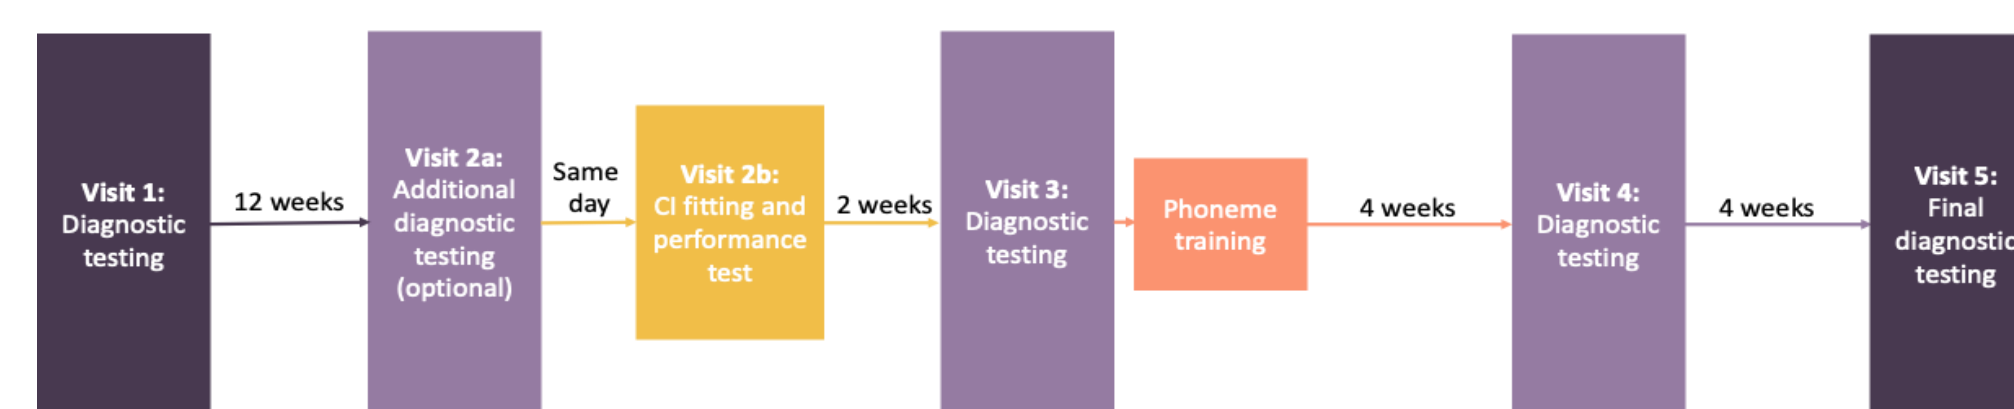 Visit 1:
Diagnostic
testing
12 weeks
Visit 2a:
Additional
diagnostic
testing
(optional)
Same
day
Visit 2b:
CI fitting and
performance
test
2 weeks
Visit 3:
Diagnostic
testing
Phoneme
training
4 weeks
Visit 4:
Diagnostic
testing
4 weeks
Visit 5:
Final
diagnostic
testing